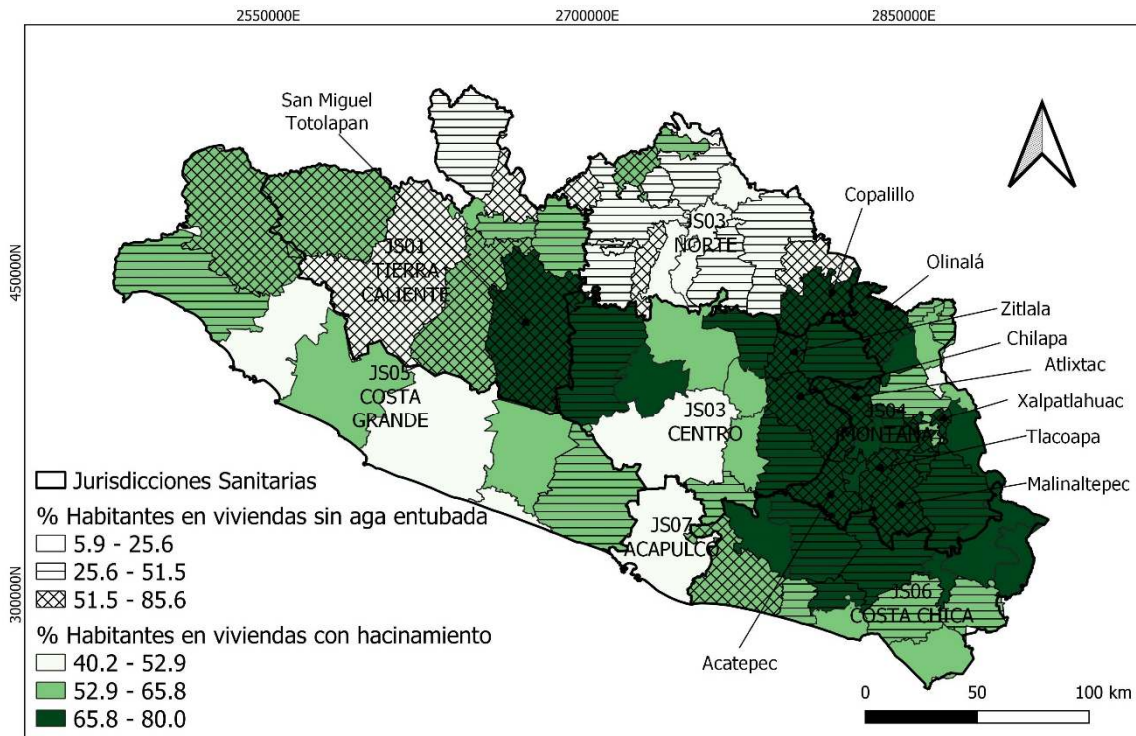 2550000E
2700000E
2850000E
450000N
300000N
San Miguel
Totolapan
Copalillo
Olinalá
Zitlala
Chilapa
Atlixtac
Xalpatlahuac
Tlacoapa
Malinaltepec
Acatepec
JS01
TIERRA
CALIENTE
JS03
NORTE
JS05
COSTA
GRANDE
JS03
CENTRO
JS04
MONTAÑA
JS07
ACAPULCO
JS06
COSTA CHICA
Jurisdicciones Sanitarias
% Habitantes en viviendas sin aga entubada
5.9 - 25.6
25.6 - 51.5
51.5 - 85.6
% Habitantes en viviendas con hacinamiento
40.2 - 52.9
52.9 - 65.8
65.8 - 80.0
0 50 100 km